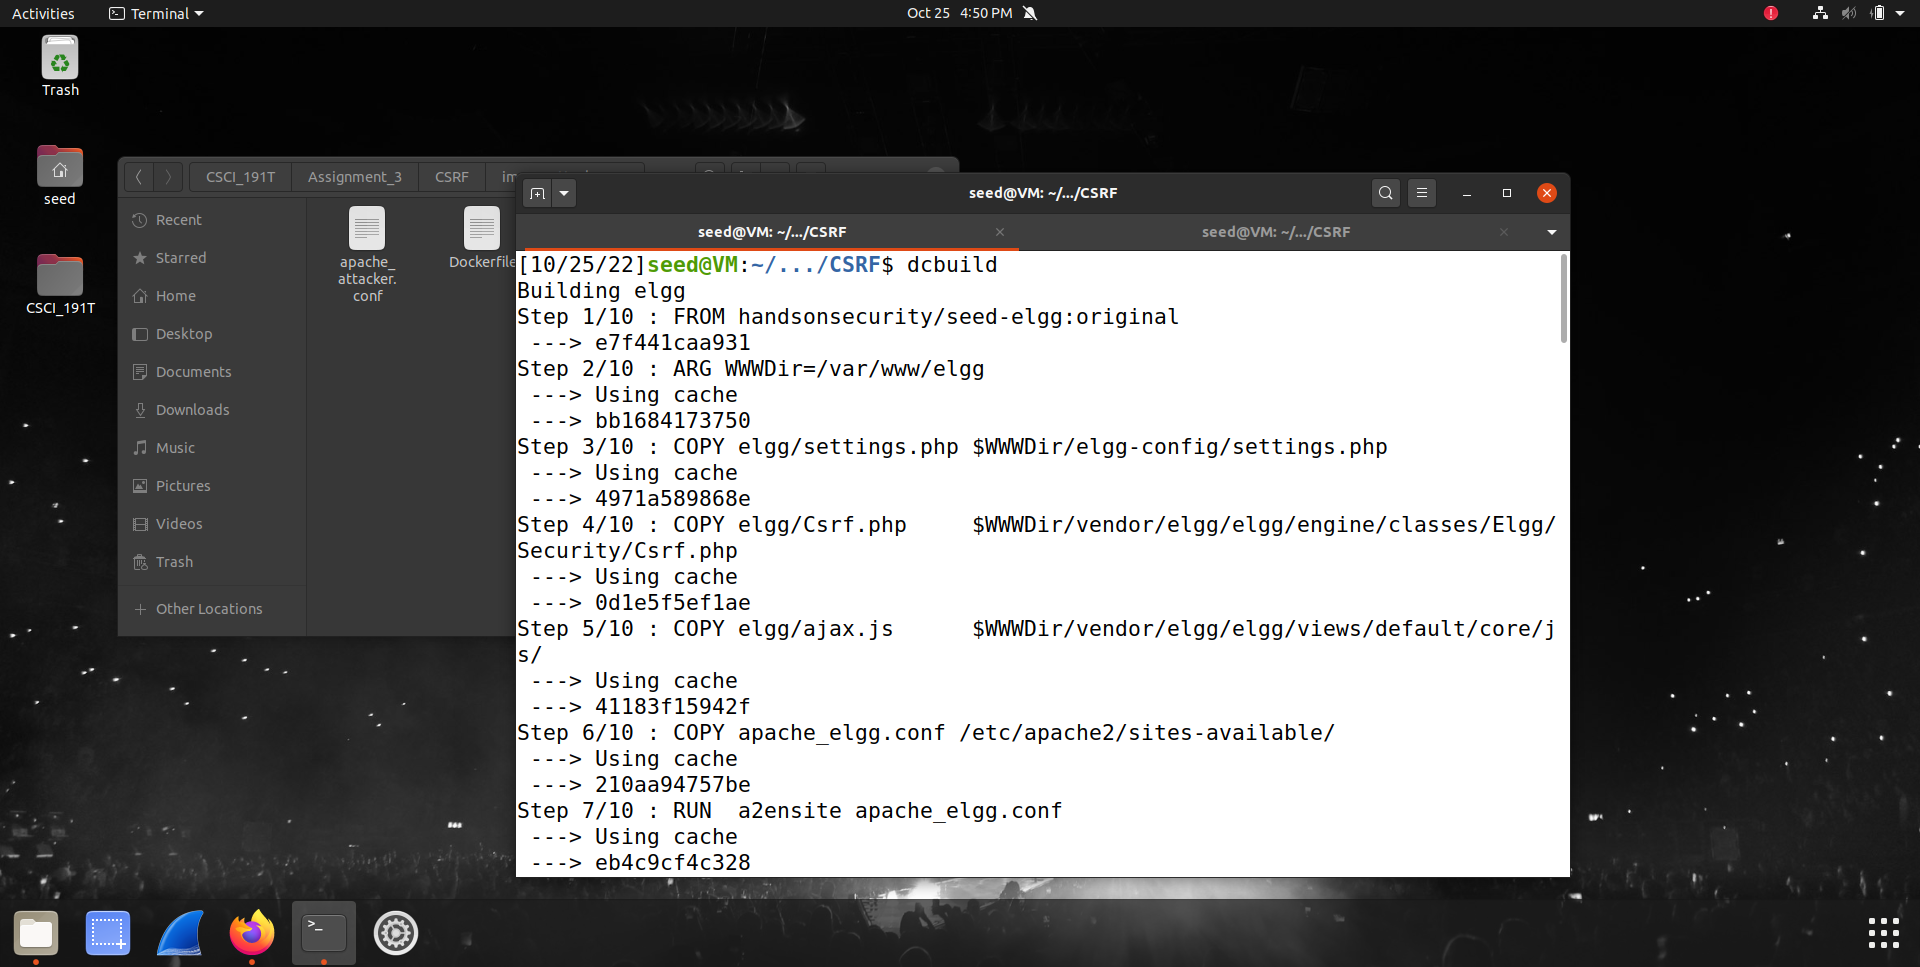 Activities
Terminal
Oct 25 4:50 PM
Trash
seed
CSCI_191T
CSCI_191T
Assignment_3
CSRF
Recent
Starred
Home
Desktop
Documents
Downloads
Music
Pictures
Videos
Trash
Other Locations
apache_
attacker.
conf
Dockerfile
seed@VM: ~/.../CSRF
seed@VM: ~/.../CSRF
seed@VM: ~/.../CSRF
[10/25/22]seed@VM:~/.../CSRF$ dcbuild
Building elgg
Step 1/10 : FROM handsonsecurity/seed-elgg:original
---> e7f441caa931
Step 2/10 : ARG WWWDir=/var/www/elgg
---> Using cache
---> bb1684173750
Step 3/10 : COPY elgg/settings.php $WWWDir/elgg-config/settings.php
---> Using cache
---> 4971a589868e
Step 4/10 : COPY elgg/Csrf.php     $WWWDir/vendor/elgg/elgg/engine/classes/Elgg/
Security/Csrf.php
---> Using cache
---> 0d1e5f5ef1ae
Step 5/10 : COPY elgg/ajax.js      $WWWDir/vendor/elgg/elgg/views/default/core/j
s/
---> Using cache
---> 41183f15942f
Step 6/10 : COPY apache_elgg.conf /etc/apache2/sites-available/
---> Using cache
---> 210aa94757be
Step 7/10 : RUN  a2ensite apache_elgg.conf
---> Using cache
---> eb4c9cf4c328